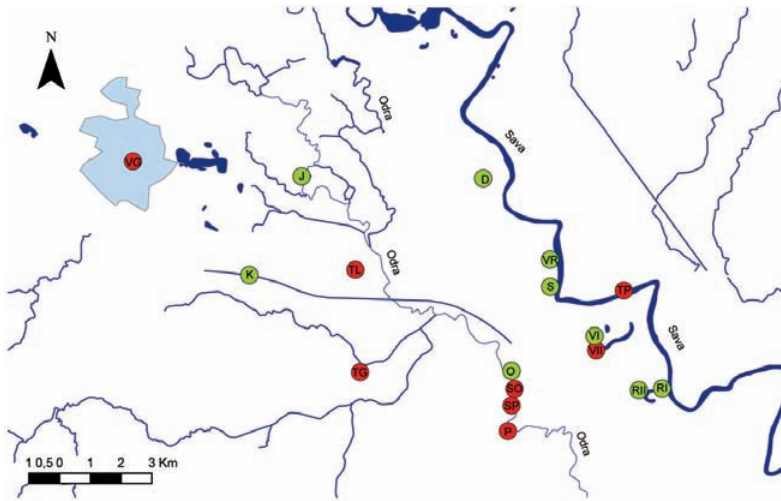 N
Odra
Sava
VG
J
D
Odra
VR
TL
K
S
TP
Sava
VI
VII
O
TG
SO
RII
RI
SP
P
Odra
1 0,5 0 1 2 3 Km